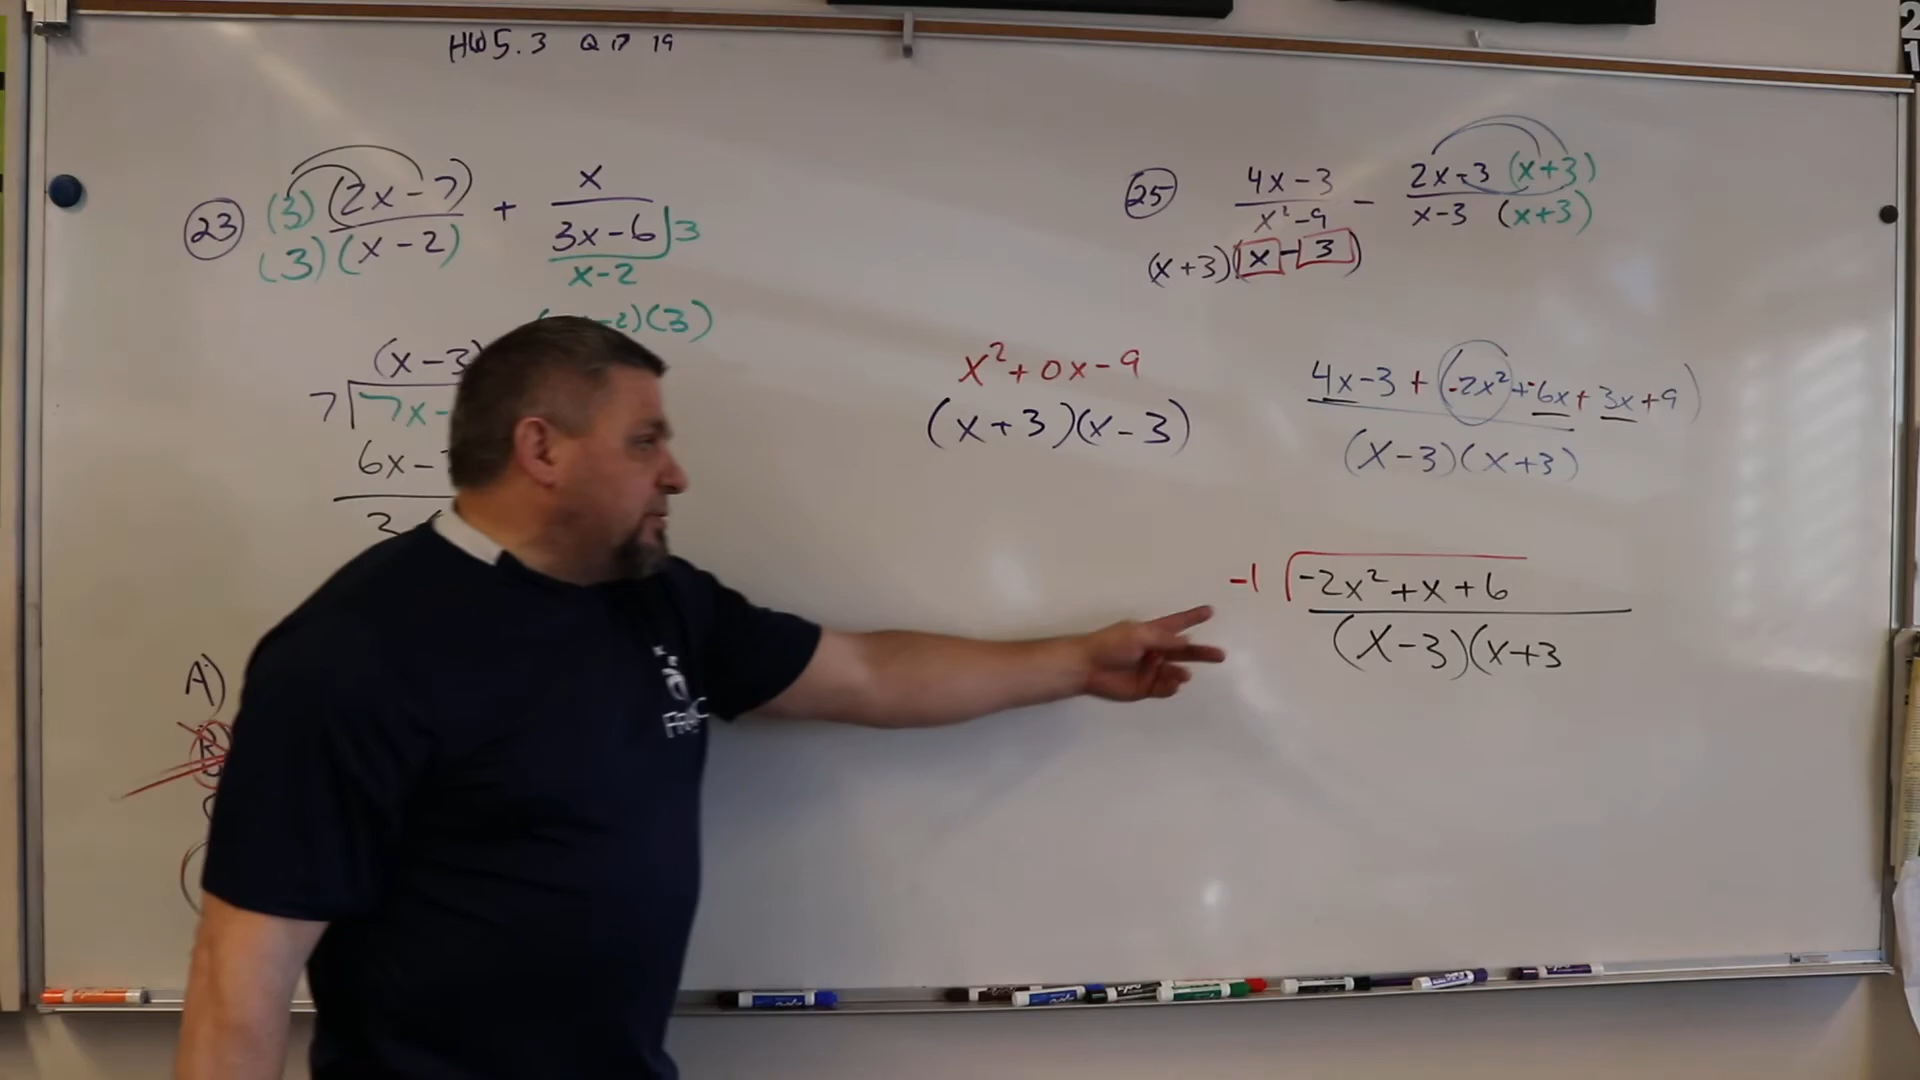 HW 5.3 Q 17 19
23 (3)(2x-7) + x
(3)(x-2) 3x-6 3
x-2
-2)(3)
(x-3)
7 7x-
6x-
A)
B
x²+0x-9
(x+3)(x-3)
25 4x-3 - 2x-3 (x+3)
x²-9 x-3 (x+3)
(x+3)(x-3)
4x-3+(-2x²+-6x+3x+9)
(x-3)(x+3)
-1 -2x²+x+6
(x-3)(x+3